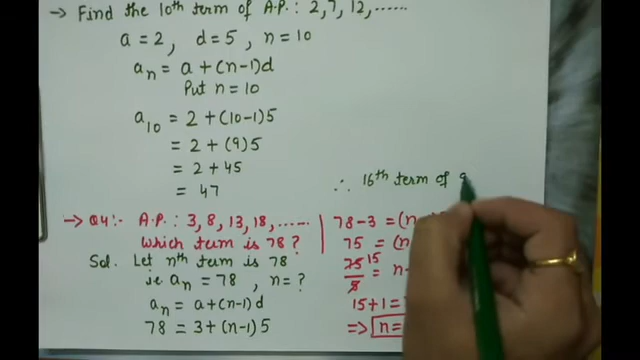 → Find the 10th term of A.P.: 2, 7, 12, ......
a = 2, d = 5, n = 10
aₙ = a + (n-1)d
Put n = 10
a₁₀ = 2 + (10-1)5
= 2 + (9)5
= 2 + 45
= 47
→ Q4:- A.P.: 3, 8, 13, 18, ......
Which term is 78?
Sol. Let nth term is 78
ie aₙ = 78, n = ?
aₙ = a + (n-1)d
78 = 3 + (n-1)5
78-3 = (n
75 = (n
75/5 15 = n-
15+1 =
⇒ n =
∴ 16th term of